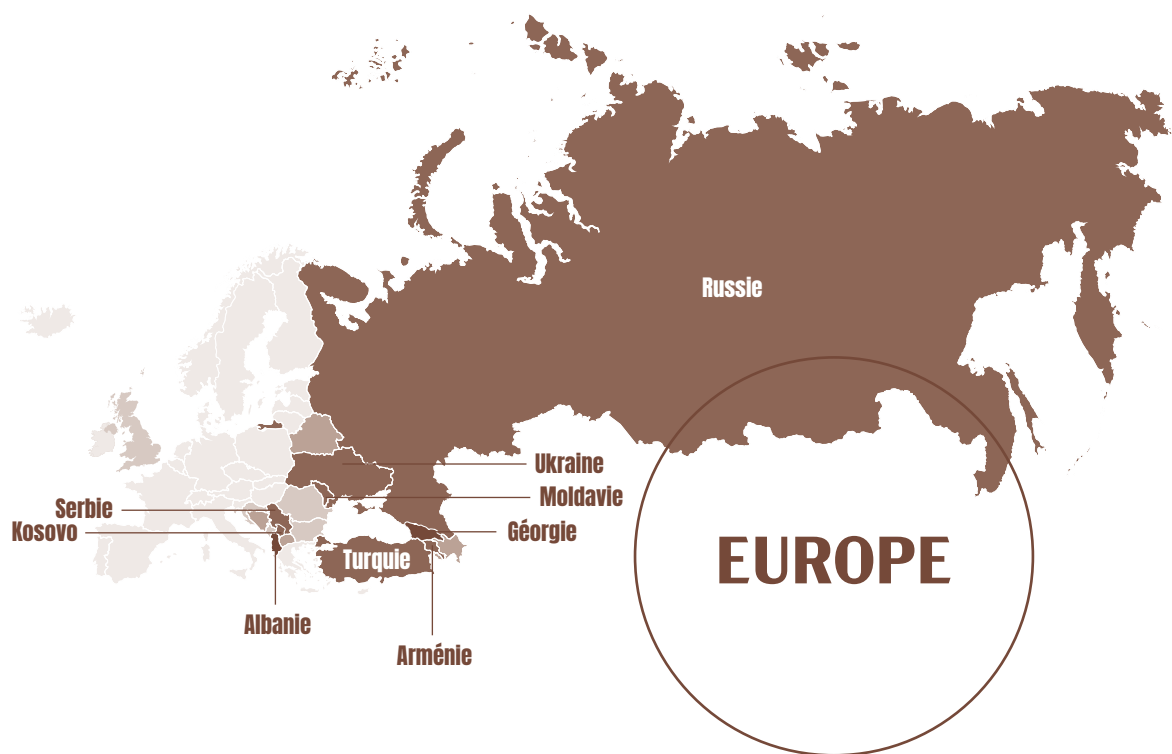 Russie
Ukraine
Moldavie
Serbie
Kosovo
Géorgie
Turquie
EUROPE
Albanie
Arménie